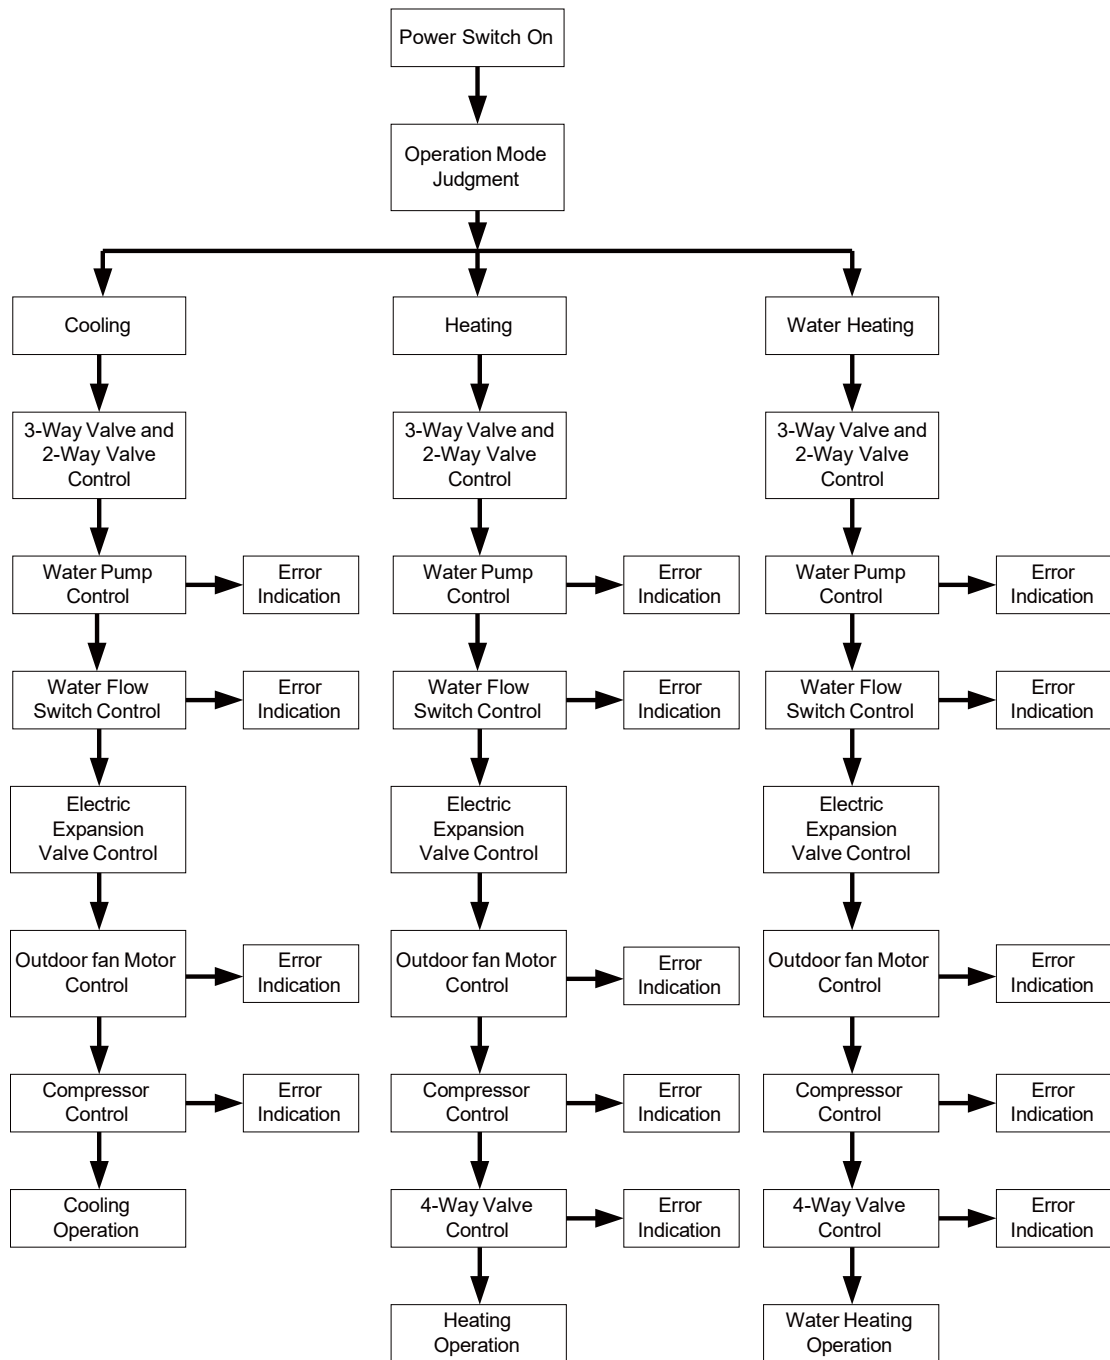 Power Switch On
Operation Mode
Judgment
Cooling
Heating
Water Heating
3-Way Valve and
2-Way Valve
Control
3-Way Valve and
2-Way Valve
Control
3-Way Valve and
2-Way Valve
Control
Water Pump
Control
Error
Indication
Water Pump
Control
Error
Indication
Water Pump
Control
Error
Indication
Water Flow
Switch Control
Error
Indication
Water Flow
Switch Control
Error
Indication
Water Flow
Switch Control
Error
Indication
Electric
Expansion
Valve Control
Electric
Expansion
Valve Control
Electric
Expansion
Valve Control
Outdoor fan Motor
Control
Error
Indication
Outdoor fan Motor
Control
Error
Indication
Outdoor fan Motor
Control
Error
Indication
Compressor
Control
Error
Indication
Compressor
Control
Error
Indication
Compressor
Control
Error
Indication
Cooling
Operation
4-Way Valve
Control
Error
Indication
4-Way Valve
Control
Error
Indication
Heating
Operation
Water Heating
Operation